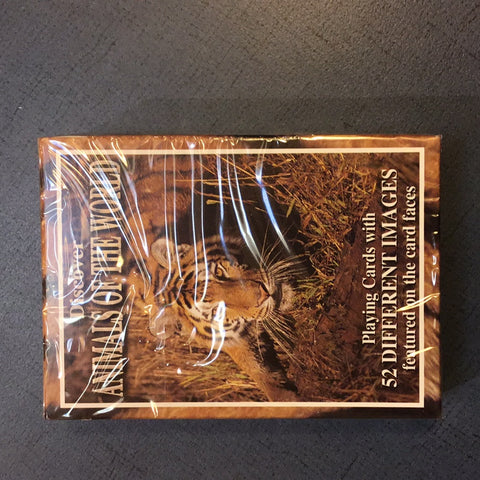 Discover
ANIMALS OF THE WORLD
Playing Cards with
52 DIFFERENT IMAGES
featured on the card faces